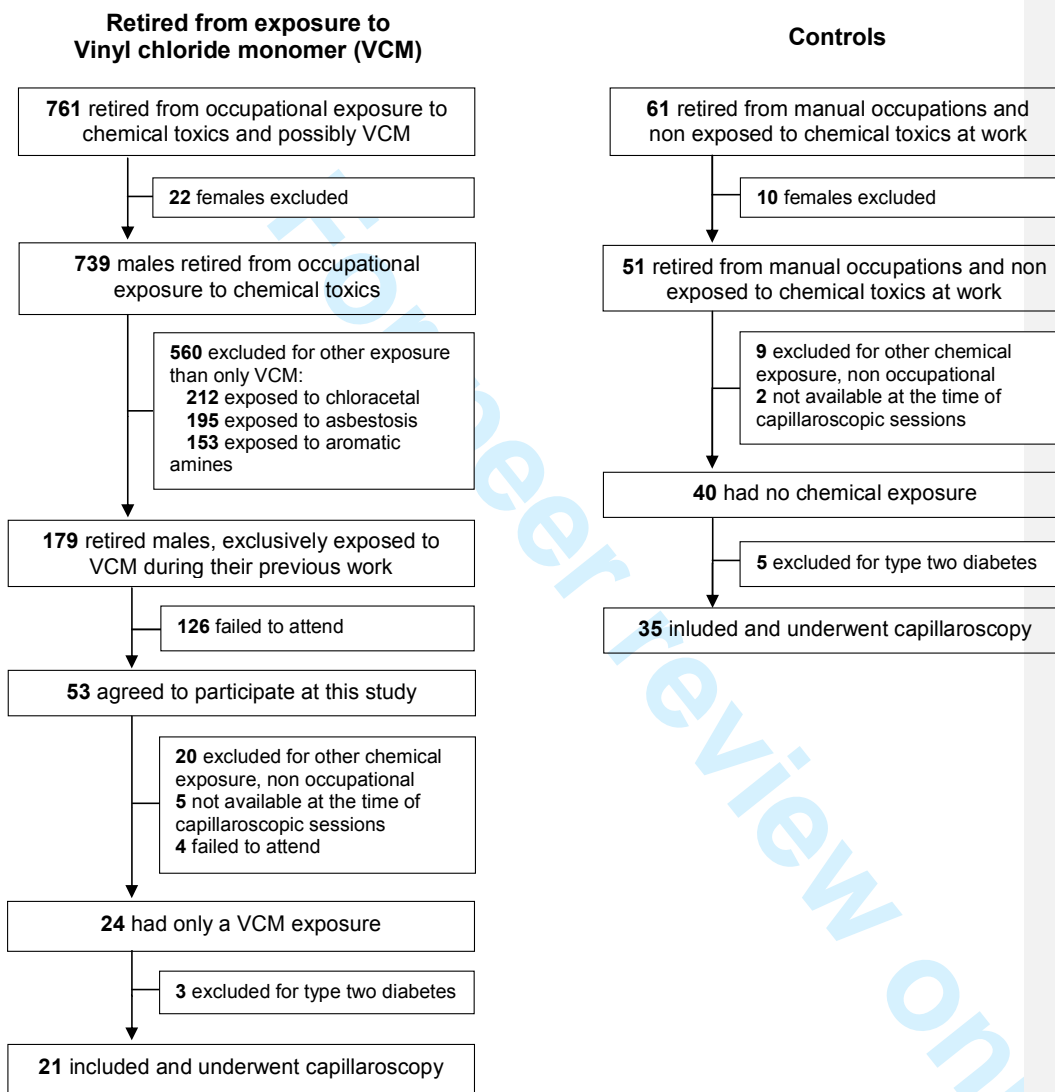 Retired from exposure to
Vinyl chloride monomer (VCM)
761 retired from occupational exposure to
chemical toxics and possibly VCM
22 females excluded
739 males retired from occupational
exposure to chemical toxics
560 excluded for other exposure
than only VCM:
212 exposed to chloracetal
195 exposed to asbestosis
153 exposed to aromatic
amines
179 retired males, exclusively exposed to
VCM during their previous work
126 failed to attend
53 agreed to participate at this study
20 excluded for other chemical
exposure, non occupational
5 not available at the time of
capillaroscopic sessions
4 failed to attend
24 had only a VCM exposure
3 excluded for type two diabetes
21 included and underwent capillaroscopy
Controls
61 retired from manual occupations and
non exposed to chemical toxics at work
10 females excluded
51 retired from manual occupations and non
exposed to chemical toxics at work
9 excluded for other chemical
exposure, non occupational
2 not available at the time of
capillaroscopic sessions
40 had no chemical exposure
5 excluded for type two diabetes
35 inluded and underwent capillaroscopy
For peer review on